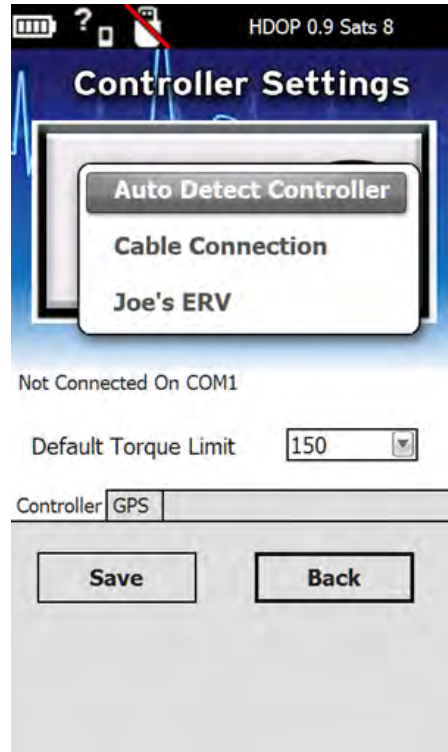 ?
HDOP 0.9 Sats 8
Controller Settings
Auto Detect Controller
Cable Connection
Joe's ERV
Not Connected On COM1
Default Torque Limit 150
Controller GPS
Save Back